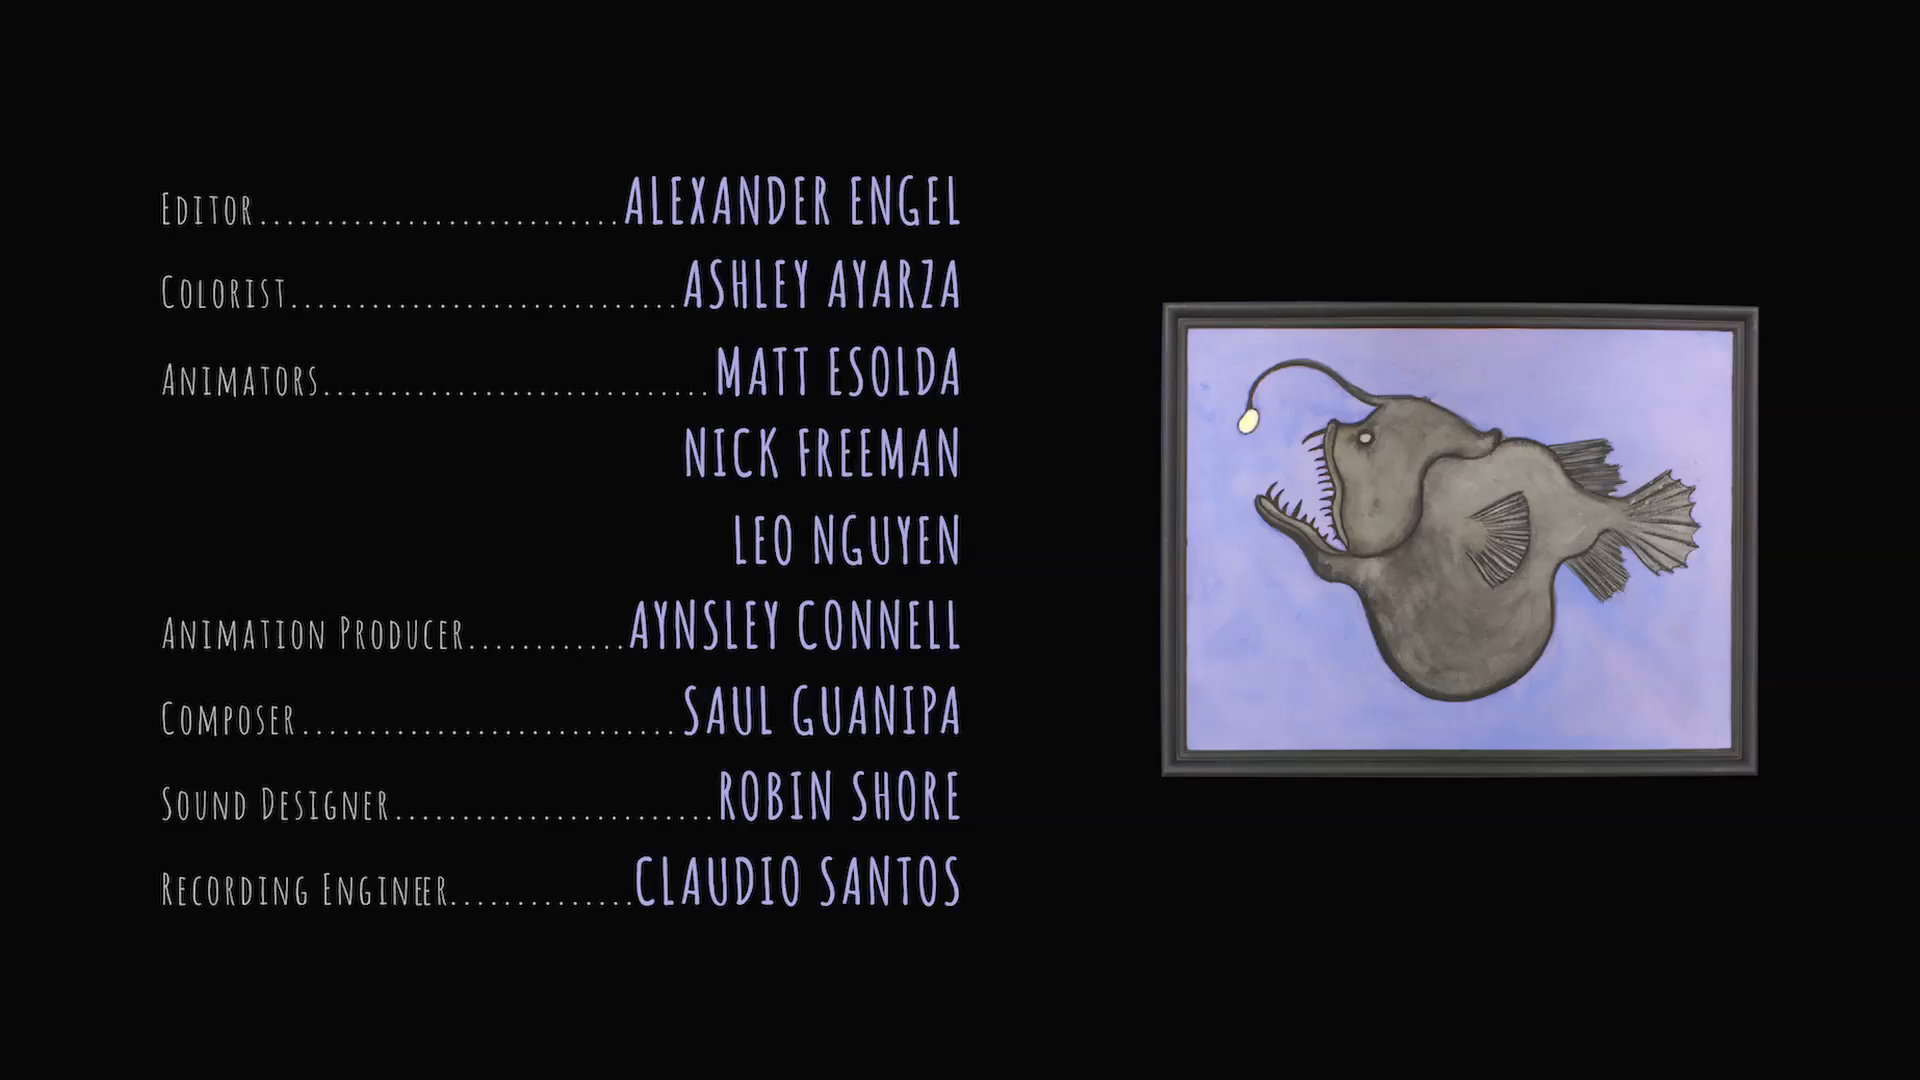 Editor...........................ALEXANDER ENGEL
Colorist.............................ASHLEY AYARZA
Animators.............................MATT ESOLDA
NICK FREEMAN
LEO NGUYEN
Animation Producer............AYNSLEY CONNELL
Composer............................SAUL GUANIPA
Sound Designer........................ROBIN SHORE
Recording Engineer..............CLAUDIO SANTOS